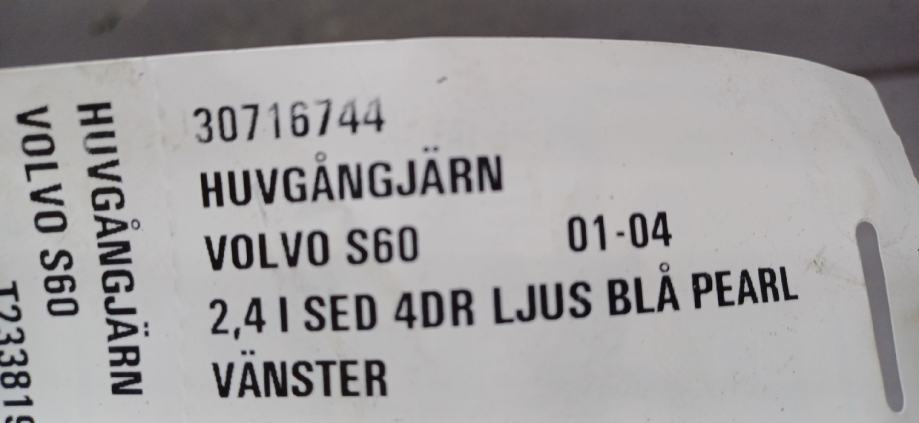 30716744
HUVGÅNGJÄRN
VOLVO S60 01-04
2,4 I SED 4DR LJUS BLÅ PEARL
VÄNSTER
HUVGÅNGJÄRN
VOLVO S60